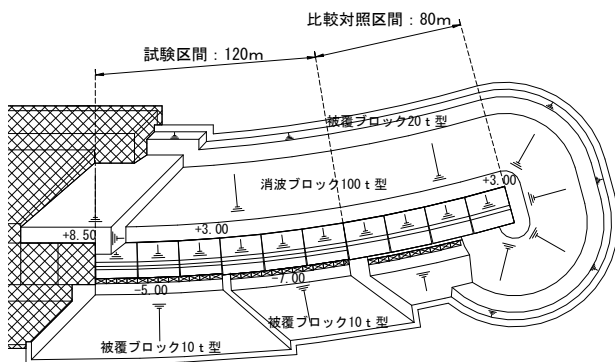 比較対照区間：80ｍ
試験区間：120ｍ
被覆ブロック20ｔ型
消波ブロック100ｔ型
+3.00
+8.50
+3.00
-5.00
-7.00
被覆ブロック10ｔ型
被覆ブロック10ｔ型